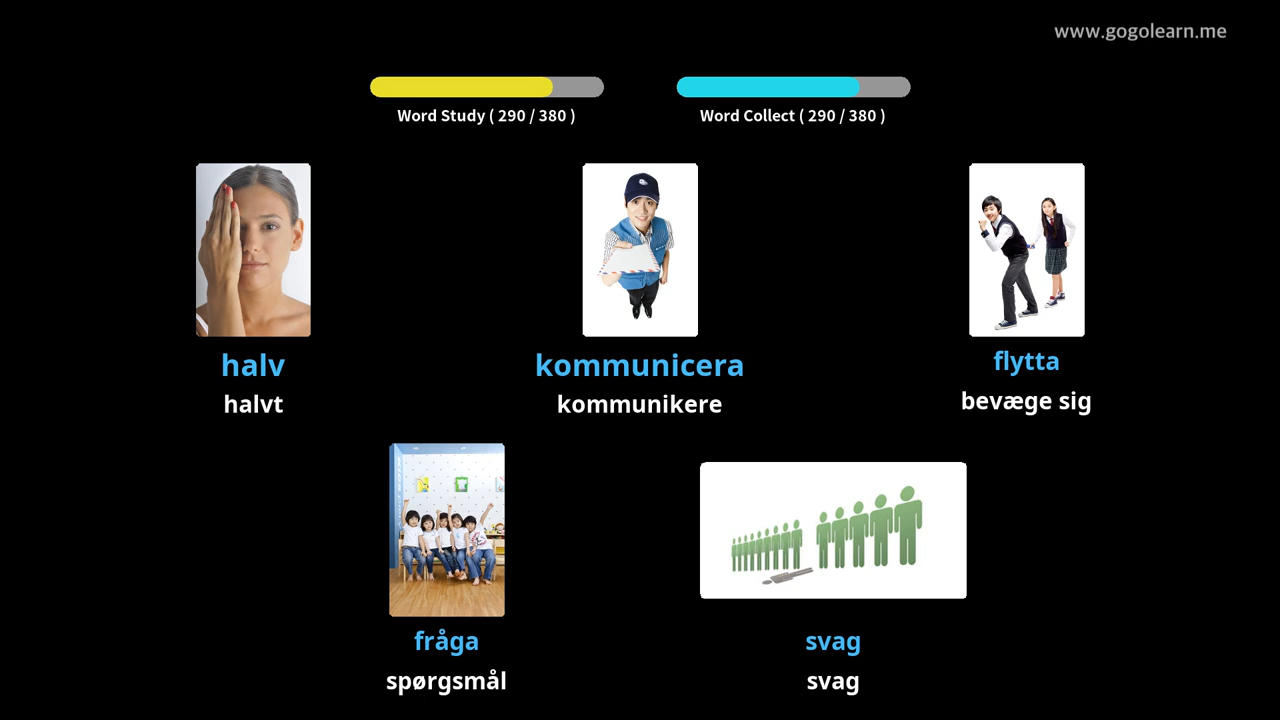 www.gogolearn.me
Word Study ( 290 / 380 )
Word Collect ( 290 / 380 )
halv
halvt
kommunicera
kommunikere
flytta
bevæge sig
fråga
spørgsmål
svag
svag